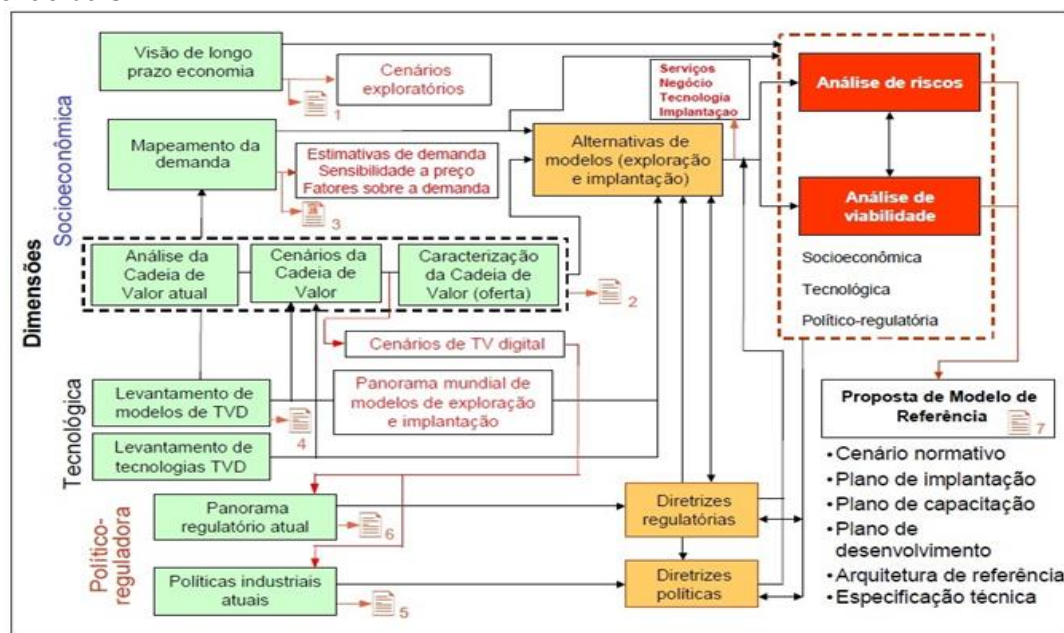 Visão de longo
prazo economia
1
Cenários
exploratórios
Serviços
Negócio
Tecnologia
Implantaçao
Análise de riscos
Mapeamento da
demanda
Estimativas de demanda
Sensibilidade a preço
Fatores sobre a demanda
3
Alternativas de
modelos (exploração
e implantação)
Análise de
viabilidade
Socioeconômica
Dimensões
Análise da
Cadeia de
Valor atual
Cenários da
Cadeia de
Valor
Caracterização
da Cadeia de
Valor (oferta)
2
Socioeconômica
Tecnológica
Político-regulatória
Cenários de TV digital
Tecnológica
Levantamento de
modelos de TVD
4
Panorama mundial de
modelos de exploração
e implantação
Levantamento de
tecnologias TVD
Proposta de Modelo de
Referência
7
•Cenário normativo
•Plano de implantação
•Plano de capacitação
•Plano de
desenvolvimento
•Arquitetura de referência
•Especificação técnica
Político-
reguladora
Panorama
regulatório atual
6
Diretrizes
regulatórias
Políticas industriais
atuais
5
Diretrizes
políticas